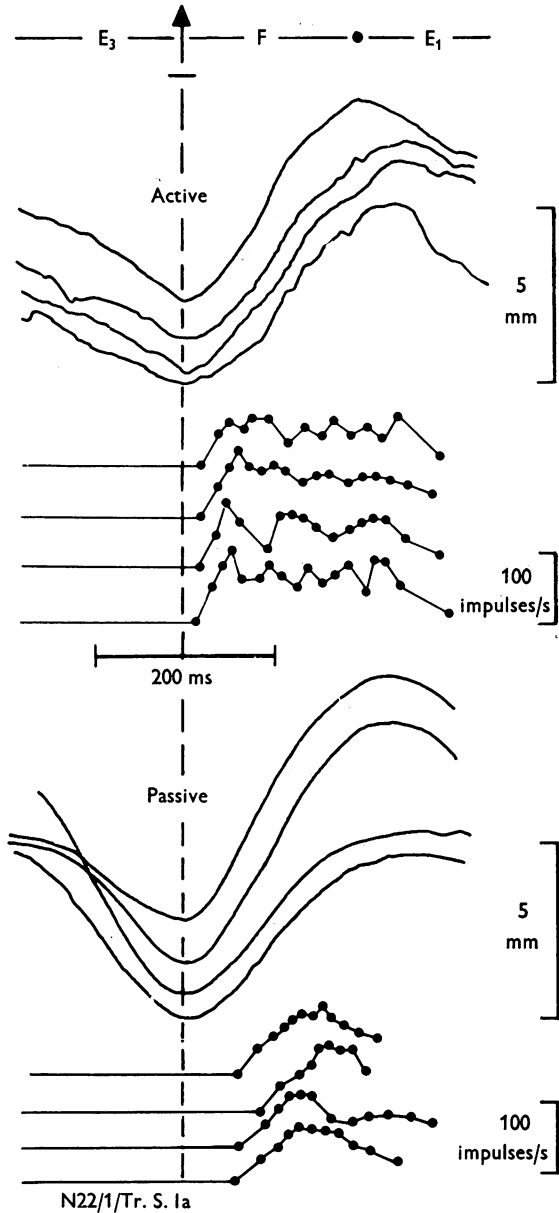 E₃ F E₁
Active
5
mm
100
impulses/s
200 ms
Passive
5
mm
100
impulses/s
N22/1/Tr. S. Ia